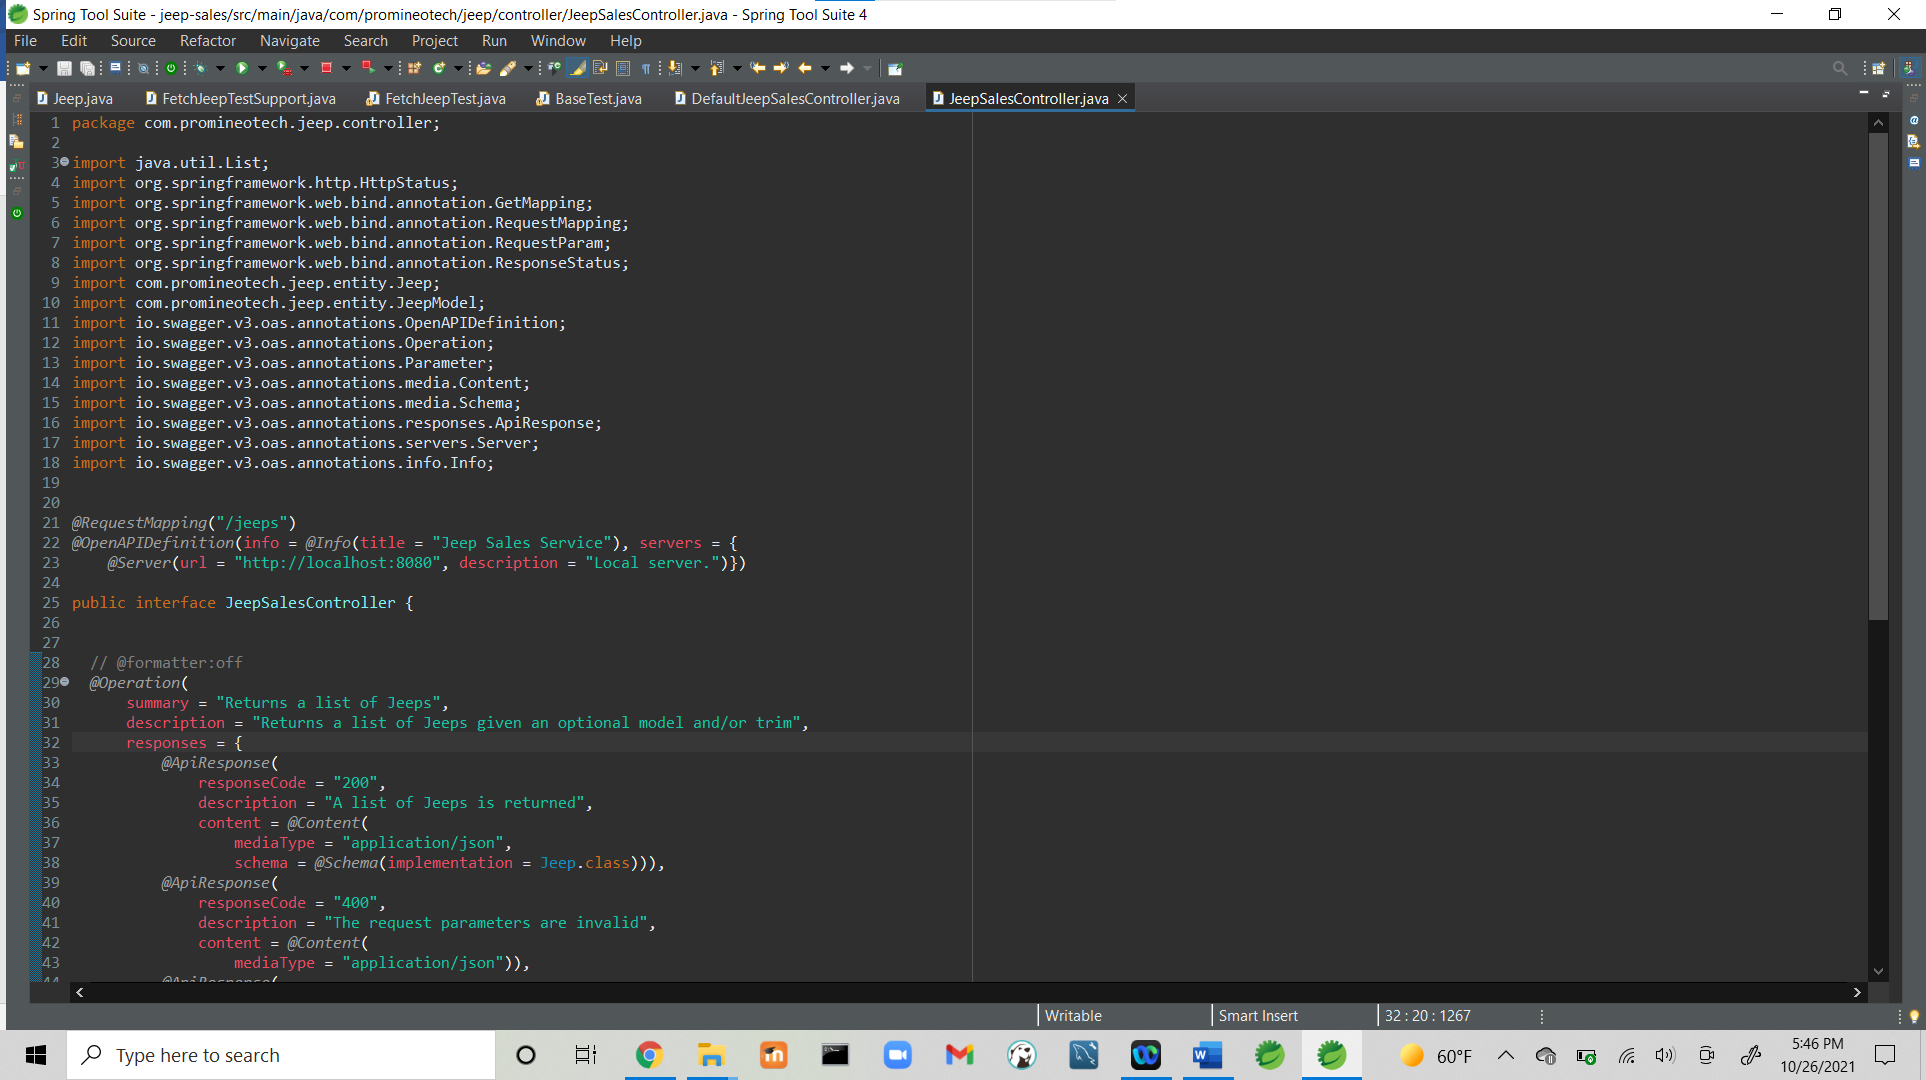 Spring Tool Suite - jeep-sales/src/main/java/com/promineotech/jeep/controller/JeepSalesController.java - Spring Tool Suite 4
File Edit Source Refactor Navigate Search Project Run Window Help
Jeep.java FetchJeepTestSupport.java FetchJeepTest.java BaseTest.java DefaultJeepSalesController.java JeepSalesController.java
1 package com.promineotech.jeep.controller;
2
3 import java.util.List;
4 import org.springframework.http.HttpStatus;
5 import org.springframework.web.bind.annotation.GetMapping;
6 import org.springframework.web.bind.annotation.RequestMapping;
7 import org.springframework.web.bind.annotation.RequestParam;
8 import org.springframework.web.bind.annotation.ResponseStatus;
9 import com.promineotech.jeep.entity.Jeep;
10 import com.promineotech.jeep.entity.JeepModel;
11 import io.swagger.v3.oas.annotations.OpenAPIDefinition;
12 import io.swagger.v3.oas.annotations.Operation;
13 import io.swagger.v3.oas.annotations.Parameter;
14 import io.swagger.v3.oas.annotations.media.Content;
15 import io.swagger.v3.oas.annotations.media.Schema;
16 import io.swagger.v3.oas.annotations.responses.ApiResponse;
17 import io.swagger.v3.oas.annotations.servers.Server;
18 import io.swagger.v3.oas.annotations.info.Info;
19
20
21 @RequestMapping("/jeeps")
22 @OpenAPIDefinition(info = @Info(title = "Jeep Sales Service"), servers = {
23 @Server(url = "http://localhost:8080", description = "Local server.")})
24
25 public interface JeepSalesController {
26
27
28 // @formatter:off
29 @Operation(
30 summary = "Returns a list of Jeeps",
31 description = "Returns a list of Jeeps given an optional model and/or trim",
32 responses = {
33 @ApiResponse(
34 responseCode = "200",
35 description = "A list of Jeeps is returned",
36 content = @Content(
37 mediaType = "application/json",
38 schema = @Schema(implementation = Jeep.class))),
39 @ApiResponse(
40 responseCode = "400",
41 description = "The request parameters are invalid",
42 content = @Content(
43 mediaType = "application/json")),
44 @ApiResponse(
Writable Smart Insert 32 : 20 : 1267
Type here to search 60°F 5:46 PM
10/26/2021